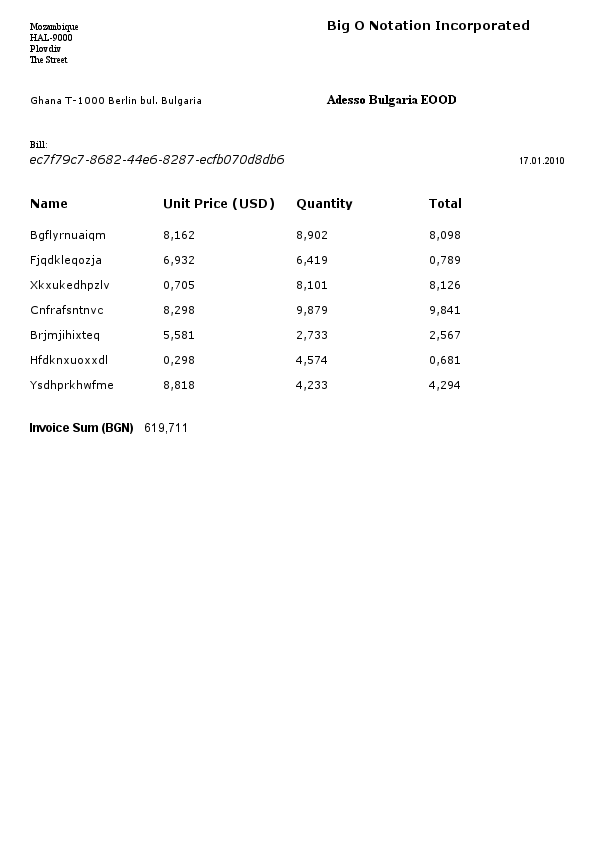 Mozambique
HAL-9000
Plovdiv
The Street
Big O Notation Incorporated
Ghana T-1000 Berlin bul. Bulgaria
Adesso Bulgaria EOOD
Bill:
ec7f79c7-8682-44e6-8287-ecfb070d8db6
17.01.2010
Name Unit Price (USD) Quantity Total
Bgflyrnuaiqm 8,162 8,902 8,098
Fjqdkleqozja 6,932 6,419 0,789
Xkxukedhpzlv 0,705 8,101 8,126
Cnfrafsntnvc 8,298 9,879 9,841
Brjmjihixteq 5,581 2,733 2,567
Hfdknxuoxxdl 0,298 4,574 0,681
Ysdhprkhwfme 8,818 4,233 4,294
Invoice Sum (BGN) 619,711